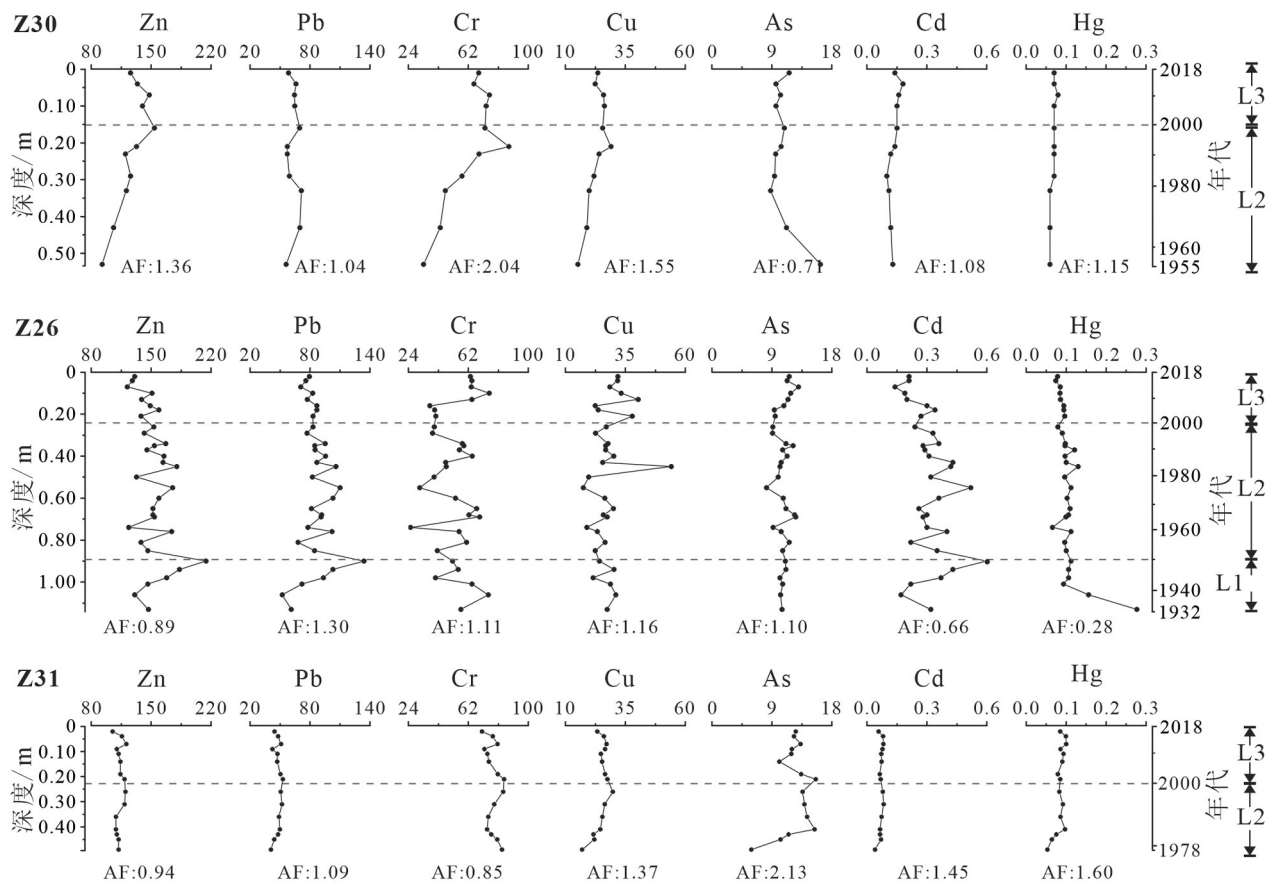 Z30 Zn Pb Cr Cu As Cd Hg
80 150 220 20 80 140 24 62 100 10 35 60 0 9 18 0.0 0.3 0.6 0.0 0.1 0.2 0.3
0 2018
L3
0.10
2000
0.20
深度/m 0.30 1980 年代 L2
0.40
1960
0.50 1955
AF:1.36 AF:1.04 AF:2.04 AF:1.55 AF:0.71 AF:1.08 AF:1.15
Z26 Zn Pb Cr Cu As Cd Hg
80 150 220 20 80 140 24 62 100 10 35 60 0 9 18 0.0 0.3 0.6 0.0 0.1 0.2 0.3
0 2018
L3
0.20 2000
0.40
深度/m 1980 年代 L2
0.60
1960
0.80
1.00 L1
1940
1932
AF:0.89 AF:1.30 AF:1.11 AF:1.16 AF:1.10 AF:0.66 AF:0.28
Z31 Zn Pb Cr Cu As Cd Hg
80 150 220 20 80 140 24 62 100 10 35 60 0 9 18 0.0 0.3 0.6 0.0 0.1 0.2 0.3
0 2018
0.10 L3
0.20 2000
深度/m 0.30 年代 L2
0.40
1978
AF:0.94 AF:1.09 AF:0.85 AF:1.37 AF:2.13 AF:1.45 AF:1.60